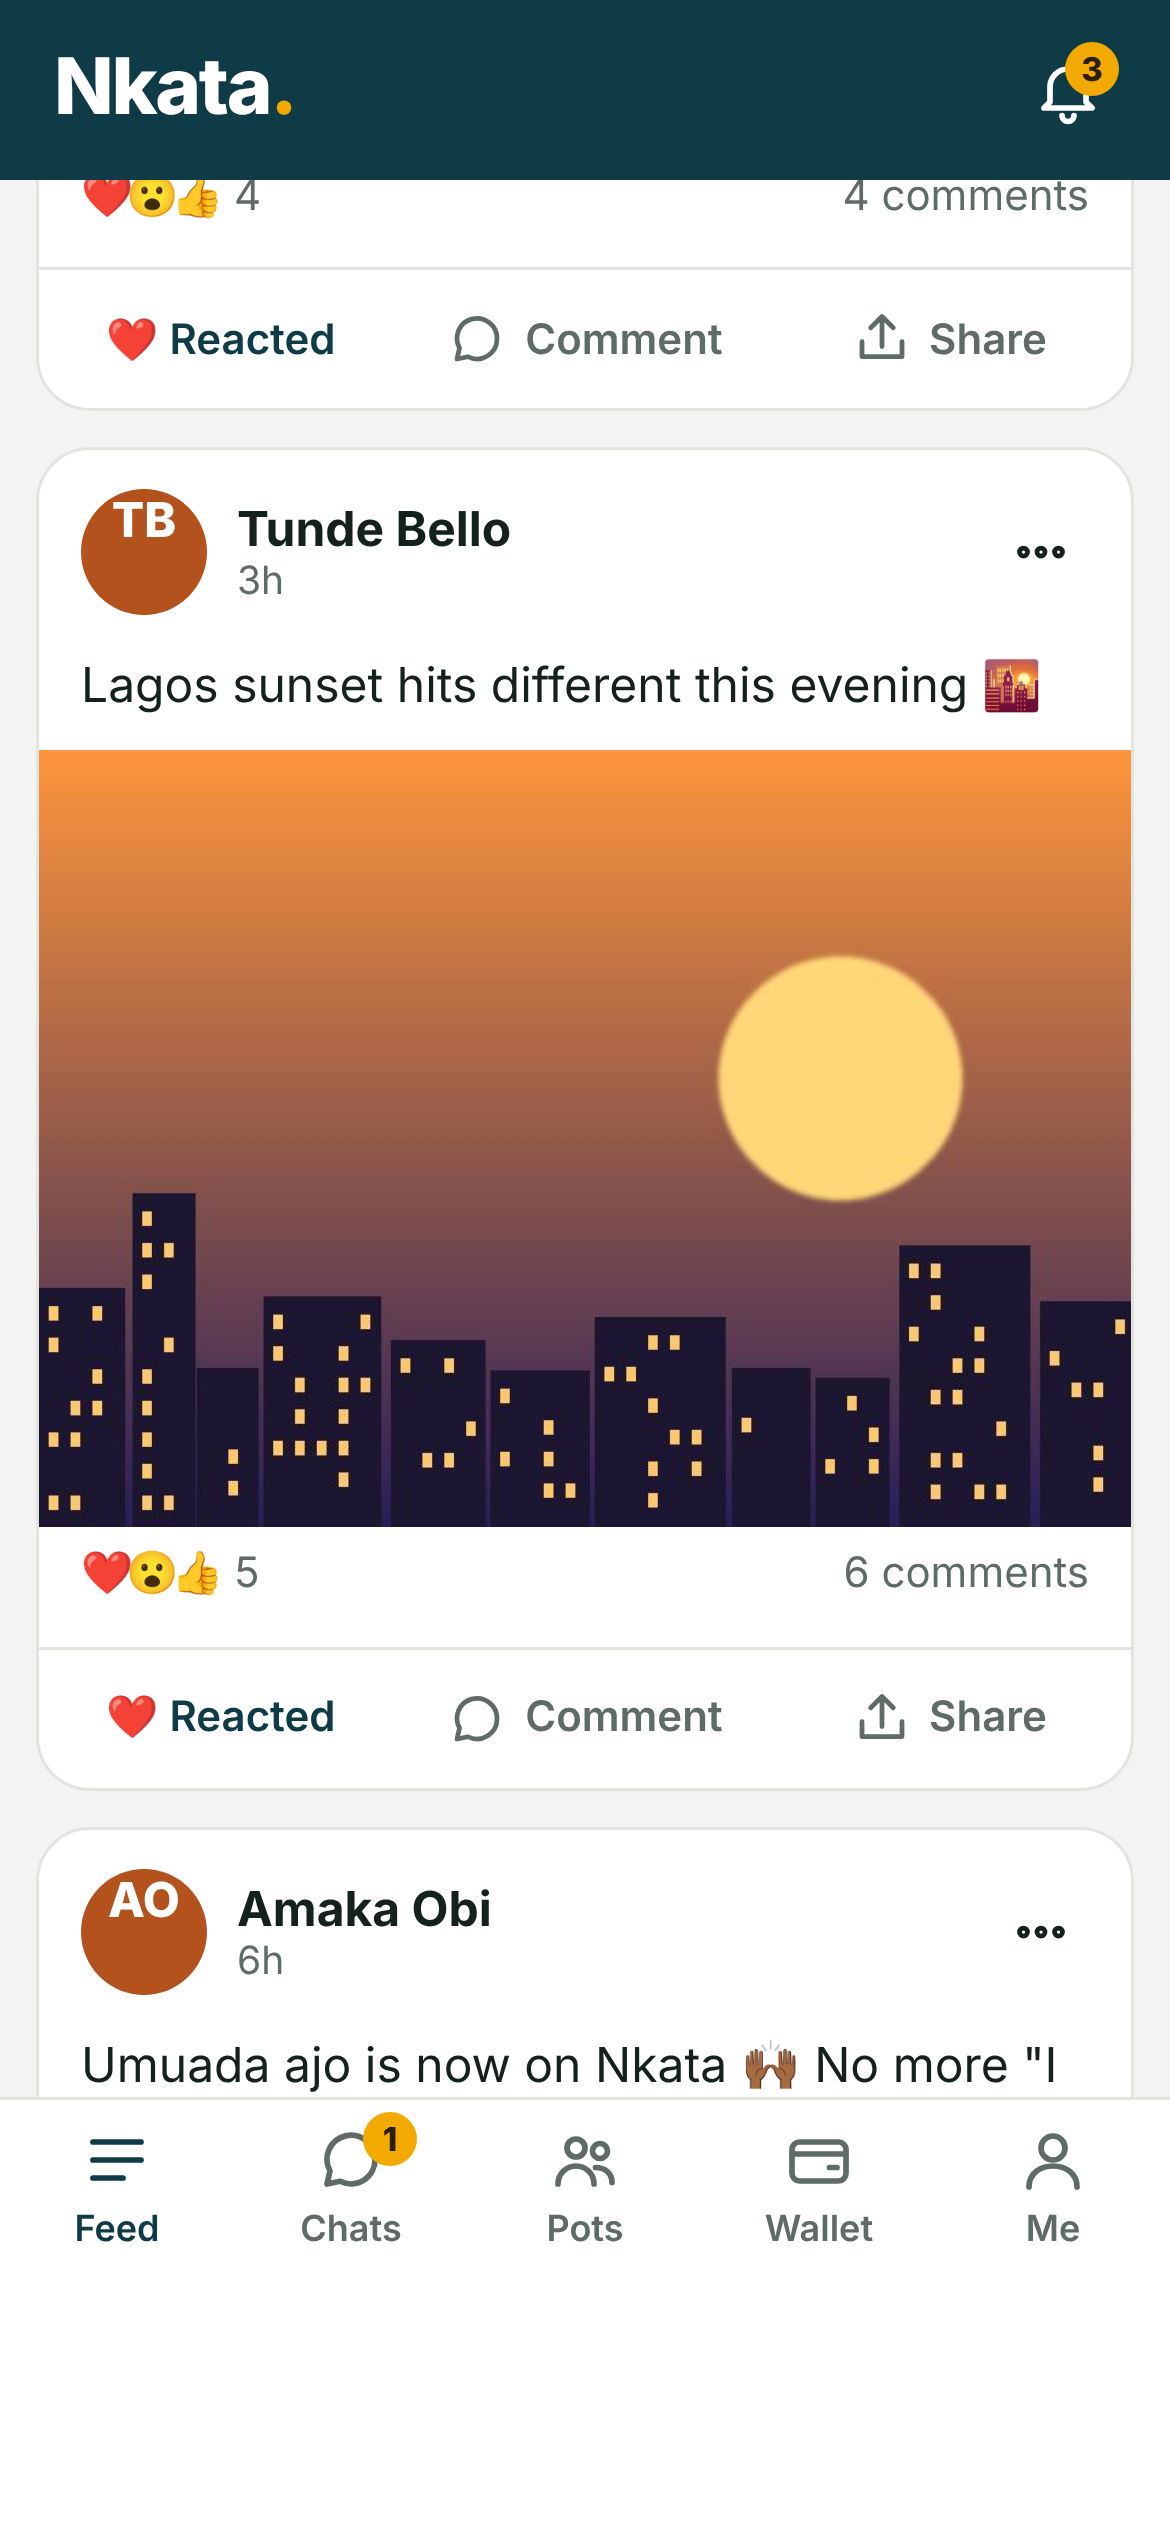 Nkata.
3
❤️😮👍 4
4 comments
❤️ Reacted
Comment
Share
TB
Tunde Bello
3h
Lagos sunset hits different this evening 🌇
❤️😮👍 5
6 comments
❤️ Reacted
Comment
Share
AO
Amaka Obi
6h
Umuada ajo is now on Nkata 🙌🏾 No more "I
1
Feed
Chats
Pots
Wallet
Me